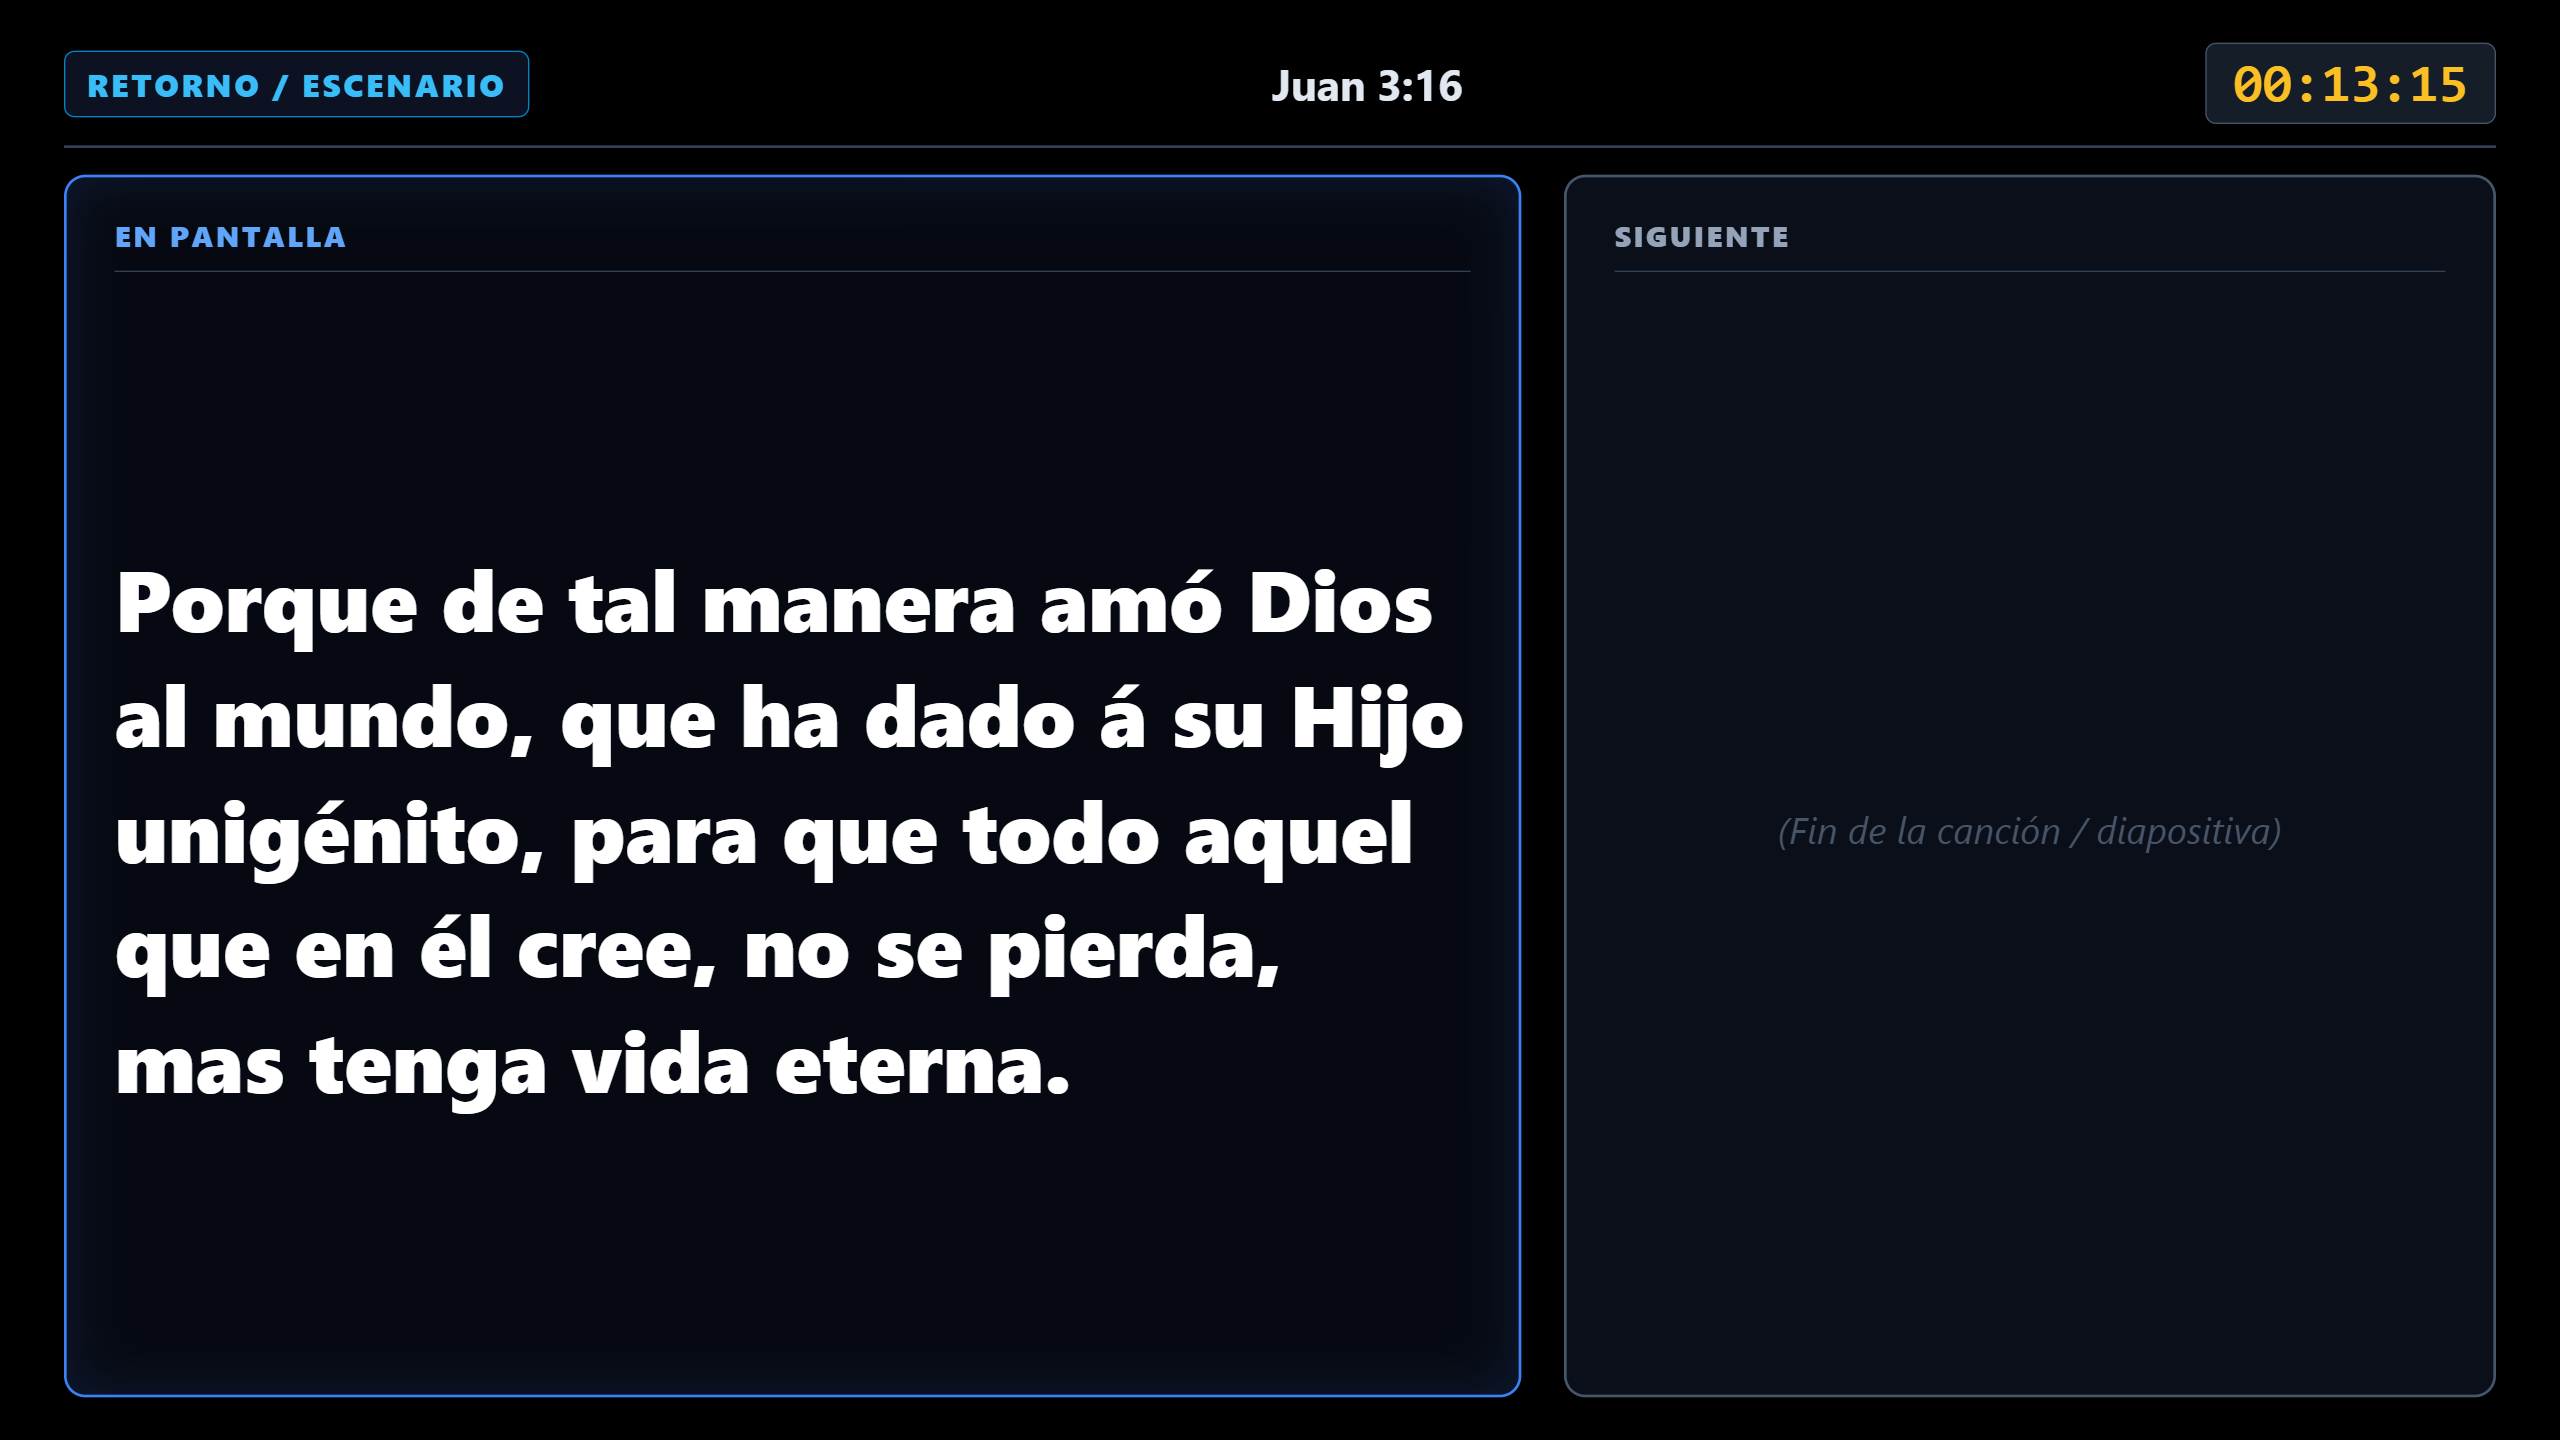 RETORNO / ESCENARIO
Juan 3:16
00:13:15
EN PANTALLA
Porque de tal manera amó Dios
al mundo, que ha dado á su Hijo
unigénito, para que todo aquel
que en él cree, no se pierda,
mas tenga vida eterna.
SIGUIENTE
(Fin de la canción / diapositiva)